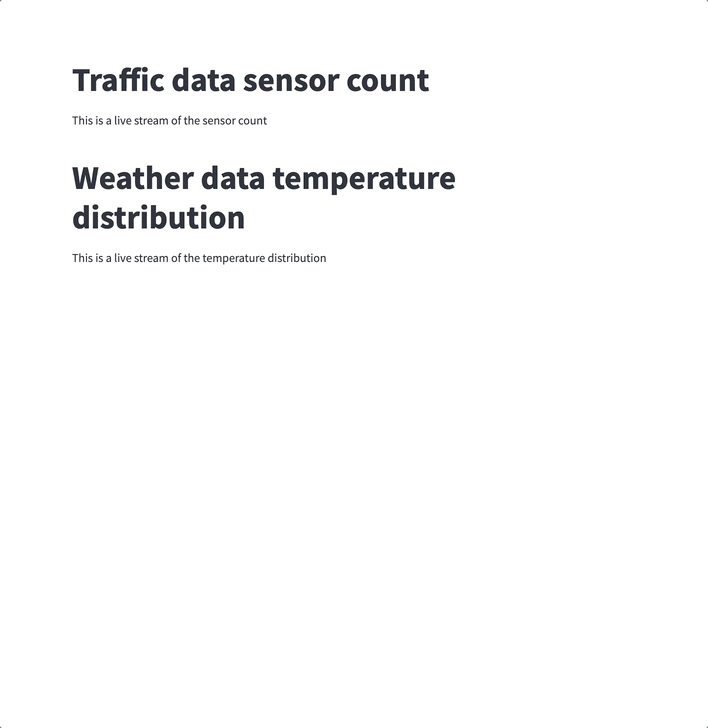 Traffic data sensor count
This is a live stream of the sensor count
Weather data temperature
distribution
This is a live stream of the temperature distribution